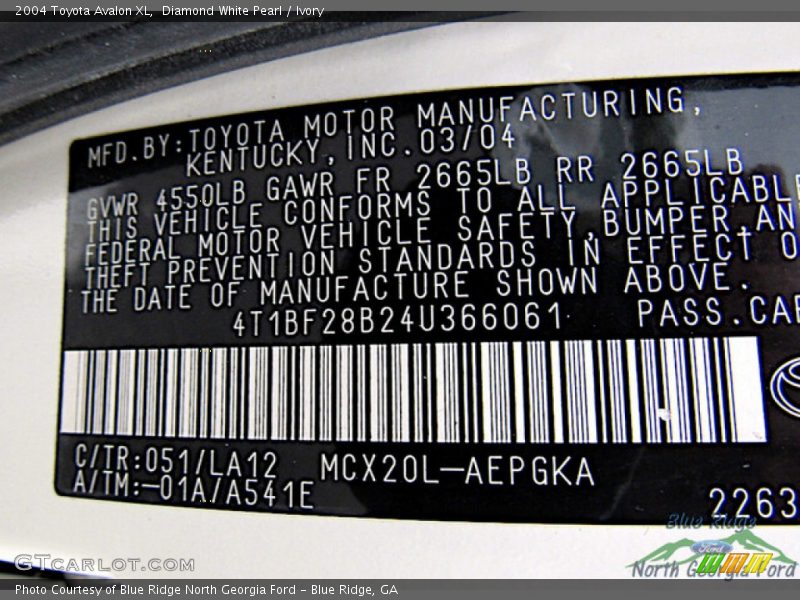 2004 Toyota Avalon XL, Diamond White Pearl / Ivory
MFD.BY:TOYOTA MOTOR MANUFACTURING,
KENTUCKY,INC.03/04
GVWR 4550LB GAWR FR 2665LB RR 2665LB
THIS VEHICLE CONFORMS TO ALL APPLICABLE
FEDERAL MOTOR VEHICLE SAFETY,BUMPER,AN
THEFT PREVENTION STANDARDS IN EFFECT O
THE DATE OF MANUFACTURE SHOWN ABOVE.
4T1BF28B24U366061 PASS.CAR
C/TR:051/LA12 MCX20L-AEPGKA
A/TM:-01A/A541E
2263
Blue Ridge
Ford
North Georgia Ford
GTcarlot.com
Photo Courtesy of Blue Ridge North Georgia Ford - Blue Ridge, GA